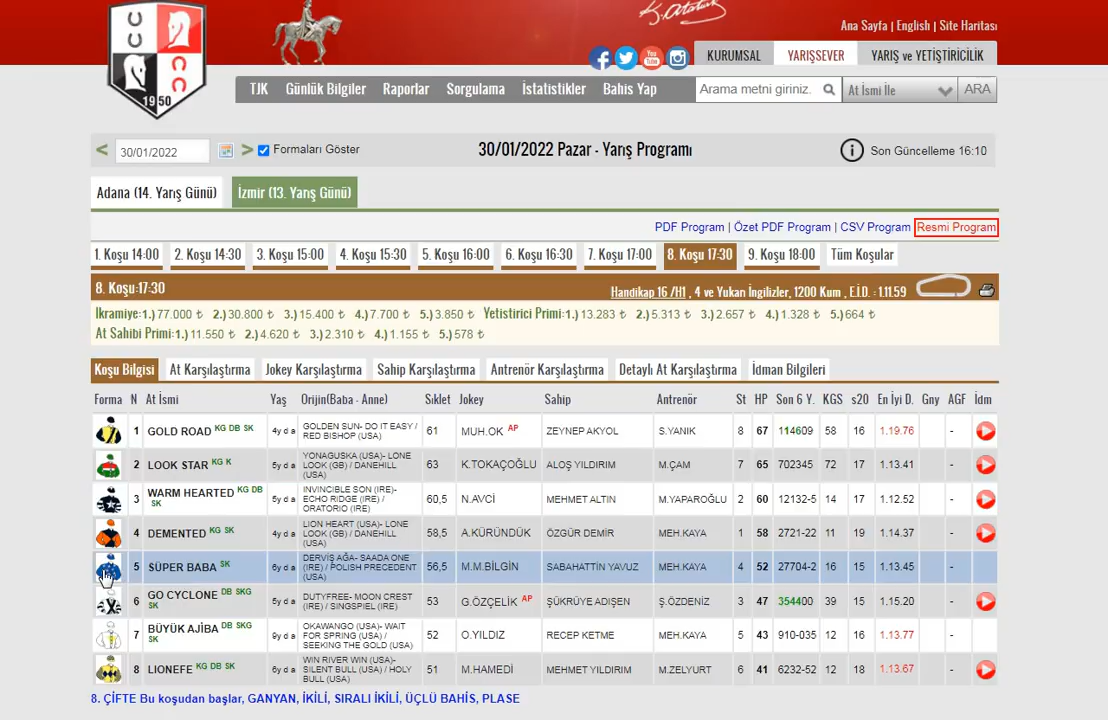 K. Atatürk
Ana Sayfa | English | Site Haritası
KURUMSAL YARIŞSEVER YARIŞ ve YETİŞTİRİCİLİK
1950
TJK Günlük Bilgiler Raporlar Sorgulama İstatistikler Bahis Yap Arama metni giriniz. At İsmi İle ARA
< 30/01/2022 > Formaları Göster 30/01/2022 Pazar - Yarış Programı Son Güncelleme 16:10
Adana (14. Yarış Günü) İzmir (13. Yarış Günü)
PDF Program | Özet PDF Program | CSV Program Resmi Program
1. Koşu 14:00 2. Koşu 14:30 3. Koşu 15:00 4. Koşu 15:30 5. Koşu 16:00 6. Koşu 16:30 7. Koşu 17:00 8. Koşu 17:30 9. Koşu 18:00 Tüm Koşular
8. Koşu:17:30 Handikap 16 /H1 , 4 ve Yukarı İngilizler, 1200 Kum , E.İ.D. : 1.11.59
İkramiye:1.) 77.000 ₺ 2.) 30.800 ₺ 3.) 15.400 ₺ 4.) 7.700 ₺ 5.) 3.850 ₺ Yetistirici Primi:1.) 13.283 ₺ 2.) 5.313 ₺ 3.) 2.657 ₺ 4.) 1.328 ₺ 5.) 664 ₺
At Sahibi Primi:1.) 11.550 ₺ 2.) 4.620 ₺ 3.) 2.310 ₺ 4.) 1.155 ₺ 5.) 578 ₺
Koşu Bilgisi At Karşılaştırma Jokey Karşılaştırma Sahip Karşılaştırma Antrenör Karşılaştırma Detaylı At Karşılaştırma İdman Bilgileri
Forma N At İsmi Yaş Orijin(Baba - Anne) Sıklet Jokey Sahip Antrenör St HP Son 6 Y. KGS s20 En İyi D. Gny AGF İdm
1 GOLD ROAD KG DB SK 4y d a GOLDEN SUN- DO IT EASY / RED BISHOP (USA) 61 MUH.OK AP ZEYNEP AKYOL S.YANIK 8 67 114609 58 16 1.19.76 -
2 LOOK STAR KG K 5y d a YONAGUSKA (USA)- LONE LOOK (GB) / DANEHILL (USA) 63 K.TOKAÇOĞLU ALOŞ YILDIRIM M.ÇAM 7 65 702345 72 17 1.13.41 -
3 WARM HEARTED KG DB SK 5y d a INVINCIBLE SON (IRE)- ECHO RIDGE (IRE) / ORATORIO (IRE) 60,5 N.AVCİ MEHMET ALTIN M.YAPAROĞLU 2 60 12132-5 14 17 1.12.52 -
4 DEMENTED KG SK 5y d a LION HEART (USA)- LONE LOOK (GB) / DANEHILL (USA) 58,5 A.KÜRÜNDÜK ÖZGÜR DEMİR MEH.KAYA 1 58 2721-22 11 19 1.14.37 -
5 SÜPER BABA SK 6y d a DERVİŞ AĞA- SAADA ONE (IRE) / POLISH PRECEDENT (USA) 56,5 M.M.BİLGİN SABAHATTİN YAVUZ MEH.KAYA 4 52 27704-2 16 15 1.13.45 -
6 GO CYCLONE DB SKG SK 6y d a DUTYFREE- MOON CREST (IRE) / SINGSPIEL (IRE) 53 G.ÖZÇELİK AP ŞÜKRÜYE ADIŞEN Ş.ÖZDENİZ 3 47 354400 39 15 1.15.20 -
7 BÜYÜK AJİBA DB SKG SK 9y d a OKAWANGO (USA)- WAIT FOR SPRING (USA) / SEEKING THE GOLD (USA) 52 O.YILDIZ RECEP KETME MEH.KAYA 5 43 910-035 12 16 1.13.77 -
8 LIONEFE KG DB SK 6y d a WIN RIVER WIN (USA)- SILENT BULL (USA) / HOLY BULL (USA) 51 M.HAMEDİ MEHMET YILDIRIM M.ZELYURT 6 41 6232-52 12 18 1.13.67 -
8. ÇİFTE Bu koşudan başlar, GANYAN, İKİLİ, SIRALI İKİLİ, ÜÇLÜ BAHİS, PLASE